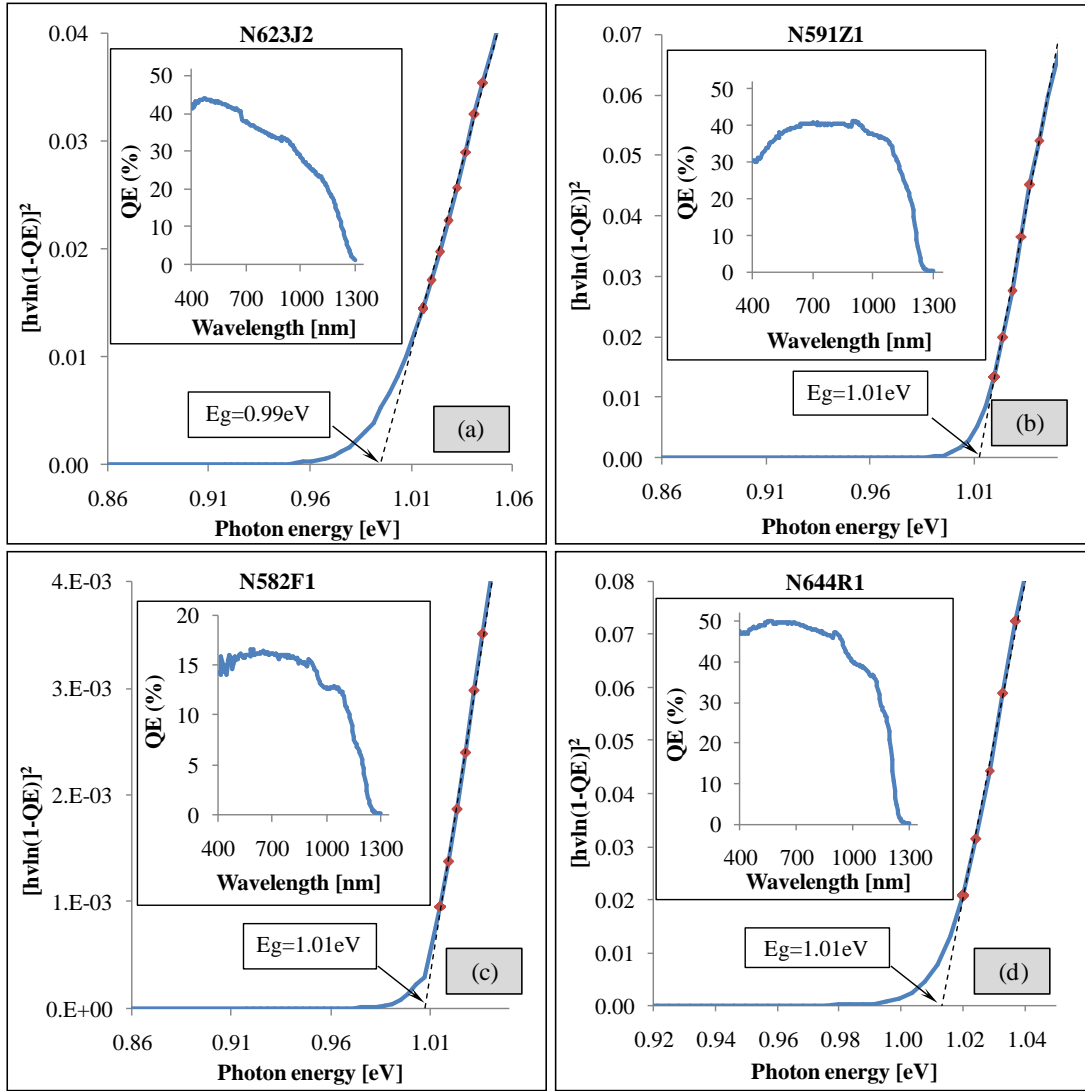 N623J2
0.04
0.03
0.02
0.01
0.00
[hνln(1-QE)]²
0.86 0.91 0.96 1.01 1.06
Photon energy [eV]
50
40
30
20
10
0
QE (%)
400 700 1000 1300
Wavelength [nm]
Eg=0.99eV
(a)
N591Z1
0.07
0.06
0.05
0.04
0.03
0.02
0.01
0.00
[hνln(1-QE)]²
0.86 0.91 0.96 1.01
Photon energy [eV]
50
40
30
20
10
0
QE (%)
400 700 1000 1300
Wavelength [nm]
Eg=1.01eV
(b)
N582F1
4.E-03
3.E-03
2.E-03
1.E-03
0.E+00
[hνln(1-QE)]²
0.86 0.91 0.96 1.01
Photon energy [eV]
20
15
10
5
0
QE (%)
400 700 1000 1300
Wavelength [nm]
Eg=1.01eV
(c)
N644R1
0.08
0.07
0.06
0.05
0.04
0.03
0.02
0.01
0.00
[hνln(1-QE)]²
0.92 0.94 0.96 0.98 1.00 1.02 1.04
Photon energy [eV]
50
40
30
20
10
0
QE (%)
400 700 1000 1300
Wavelength [nm]
Eg=1.01eV
(d)